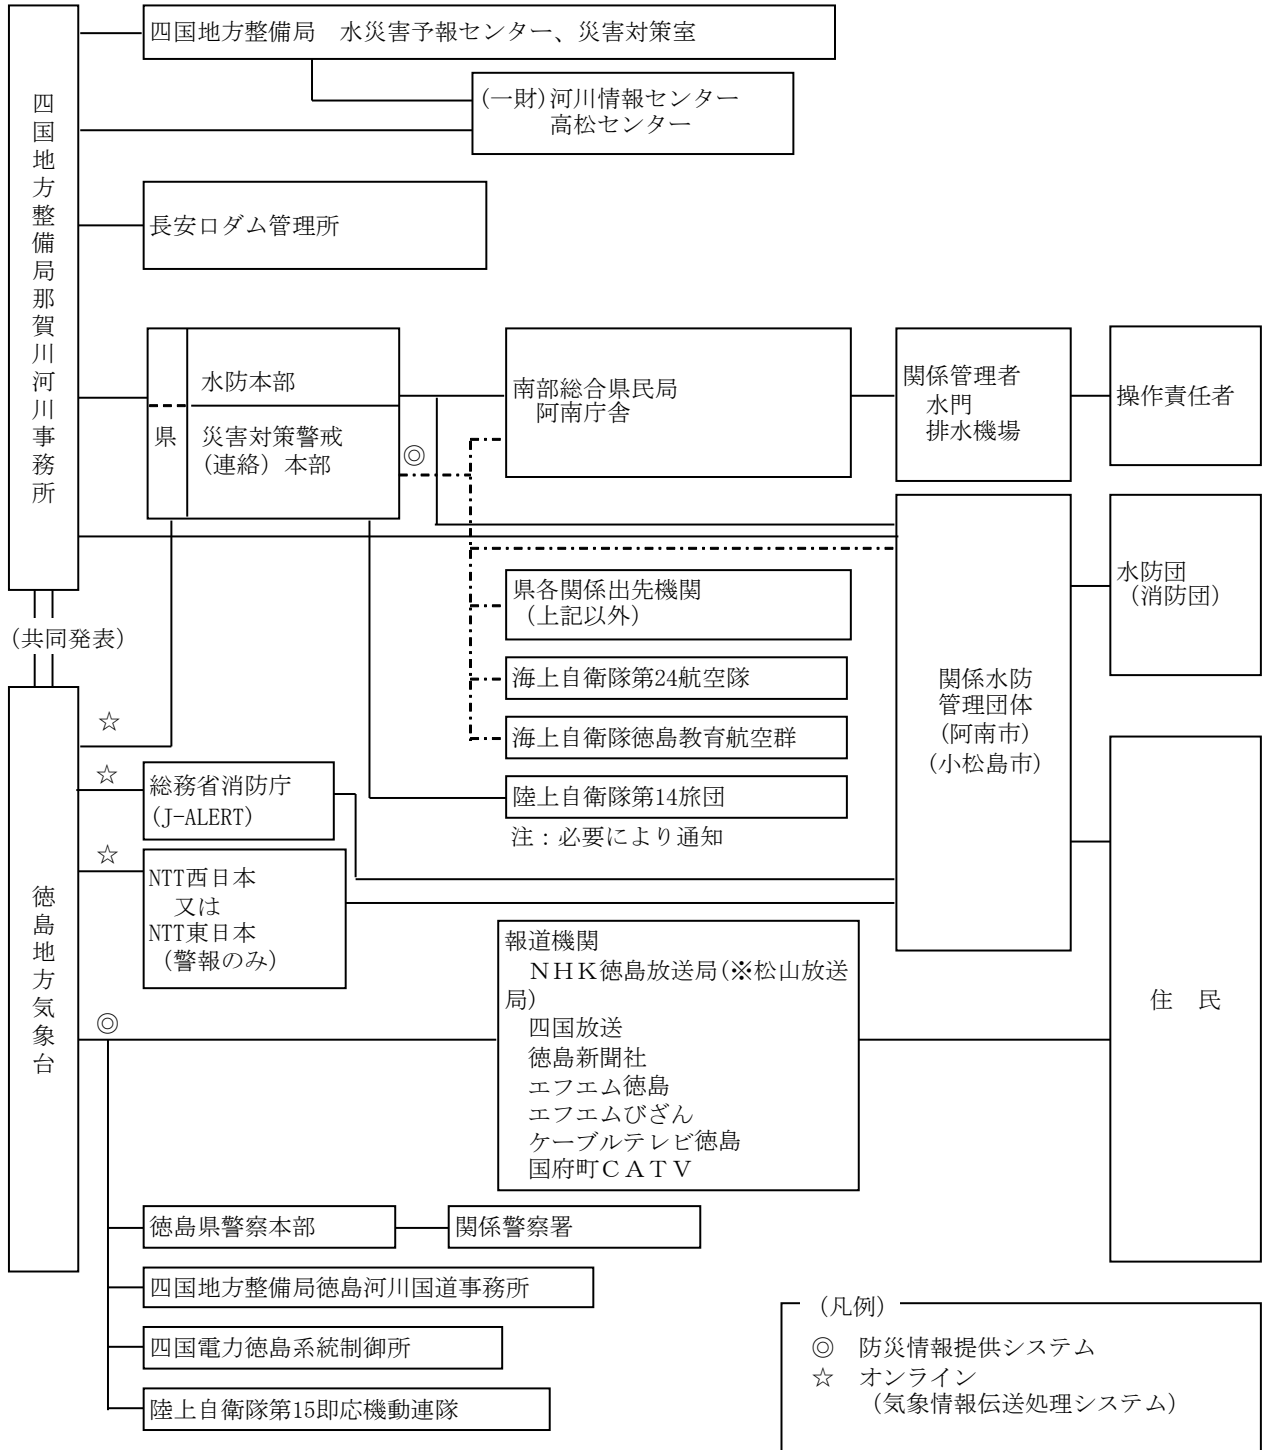 四国地方整備局那賀川河川事務所
四国地方整備局　水災害予報センター、災害対策室
(一財)河川情報センター
高松センター
長安口ダム管理所
県
水防本部
災害対策警戒
(連絡）本部
◎
南部総合県民局
阿南庁舎
関係管理者
水門
排水機場
操作責任者
県各関係出先機関
（上記以外）
海上自衛隊第24航空隊
海上自衛隊徳島教育航空群
陸上自衛隊第14旅団
注：必要により通知
関係水防
管理団体
(阿南市)
(小松島市)
水防団
（消防団）
(共同発表)
徳島地方気象台
☆
☆
総務省消防庁
(J-ALERT)
☆
NTT西日本
又は
NTT東日本
（警報のみ）
◎
報道機関
ＮＨＫ徳島放送局(※松山放送
局)
四国放送
徳島新聞社
エフエム徳島
エフエムびざん
ケーブルテレビ徳島
国府町ＣＡＴＶ
住　民
徳島県警察本部
関係警察署
四国地方整備局徳島河川国道事務所
四国電力徳島系統制御所
陸上自衛隊第15即応機動連隊
（凡例）
◎　防災情報提供システム
☆　オンライン
（気象情報伝送処理システム）